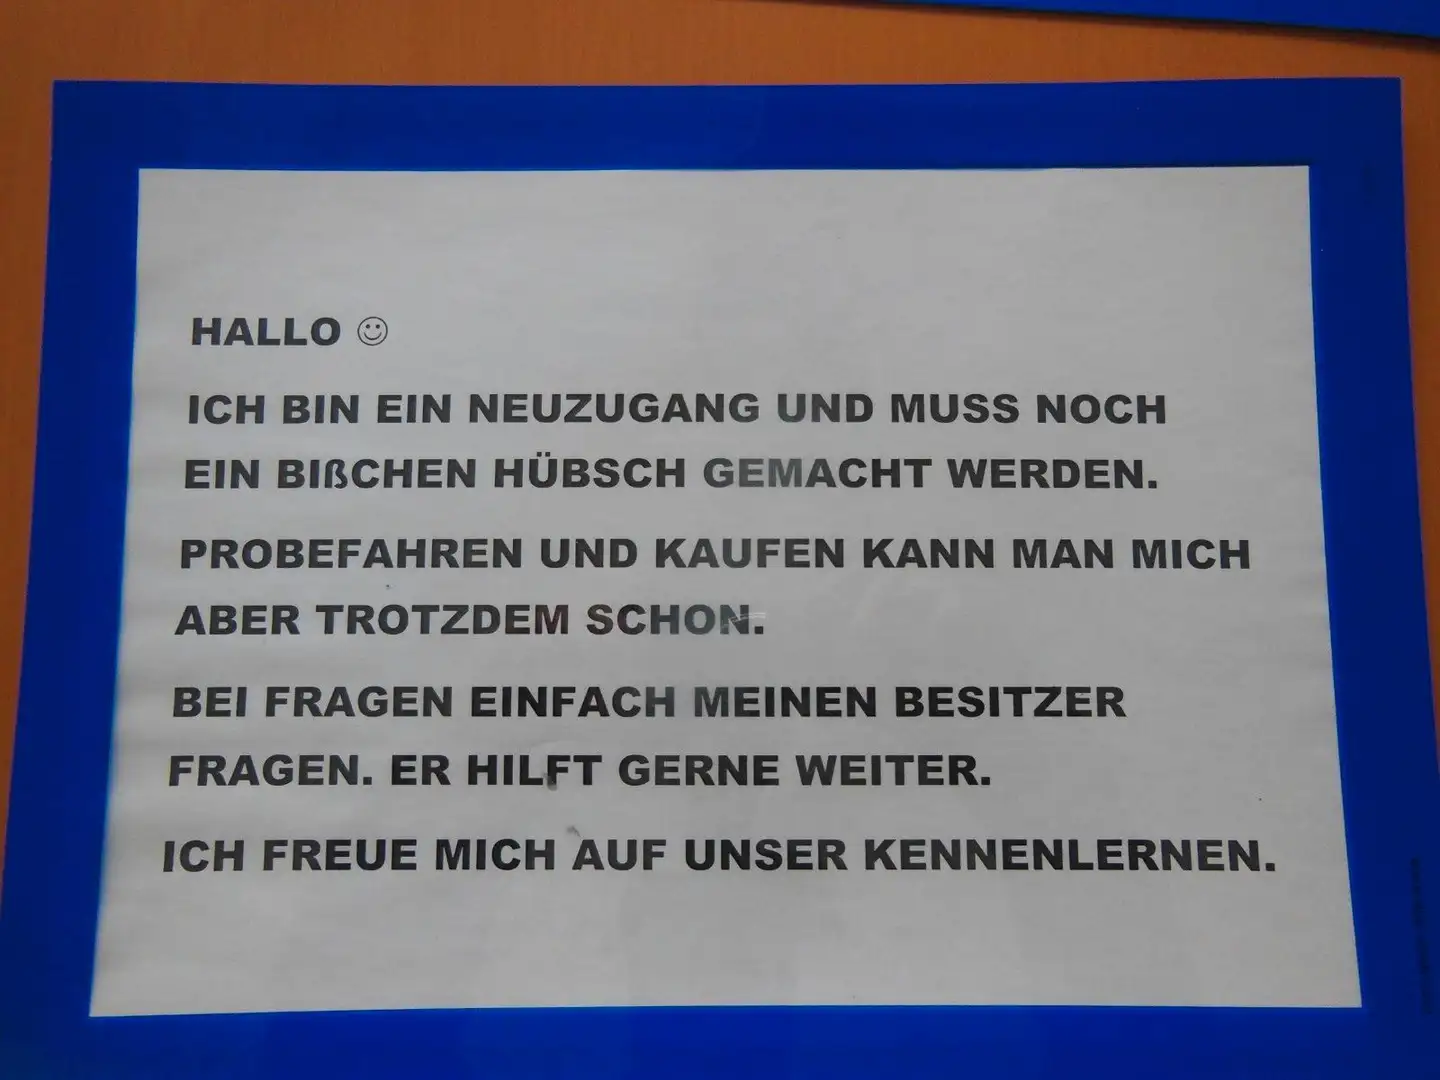 HALLO ☺
ICH BIN EIN NEUZUGANG UND MUSS NOCH
EIN BIßCHEN HÜBSCH GEMACHT WERDEN.
PROBEFAHREN UND KAUFEN KANN MAN MICH
ABER TROTZDEM SCHON.
BEI FRAGEN EINFACH MEINEN BESITZER
FRAGEN. ER HILFT GERNE WEITER.
ICH FREUE MICH AUF UNSER KENNENLERNEN.